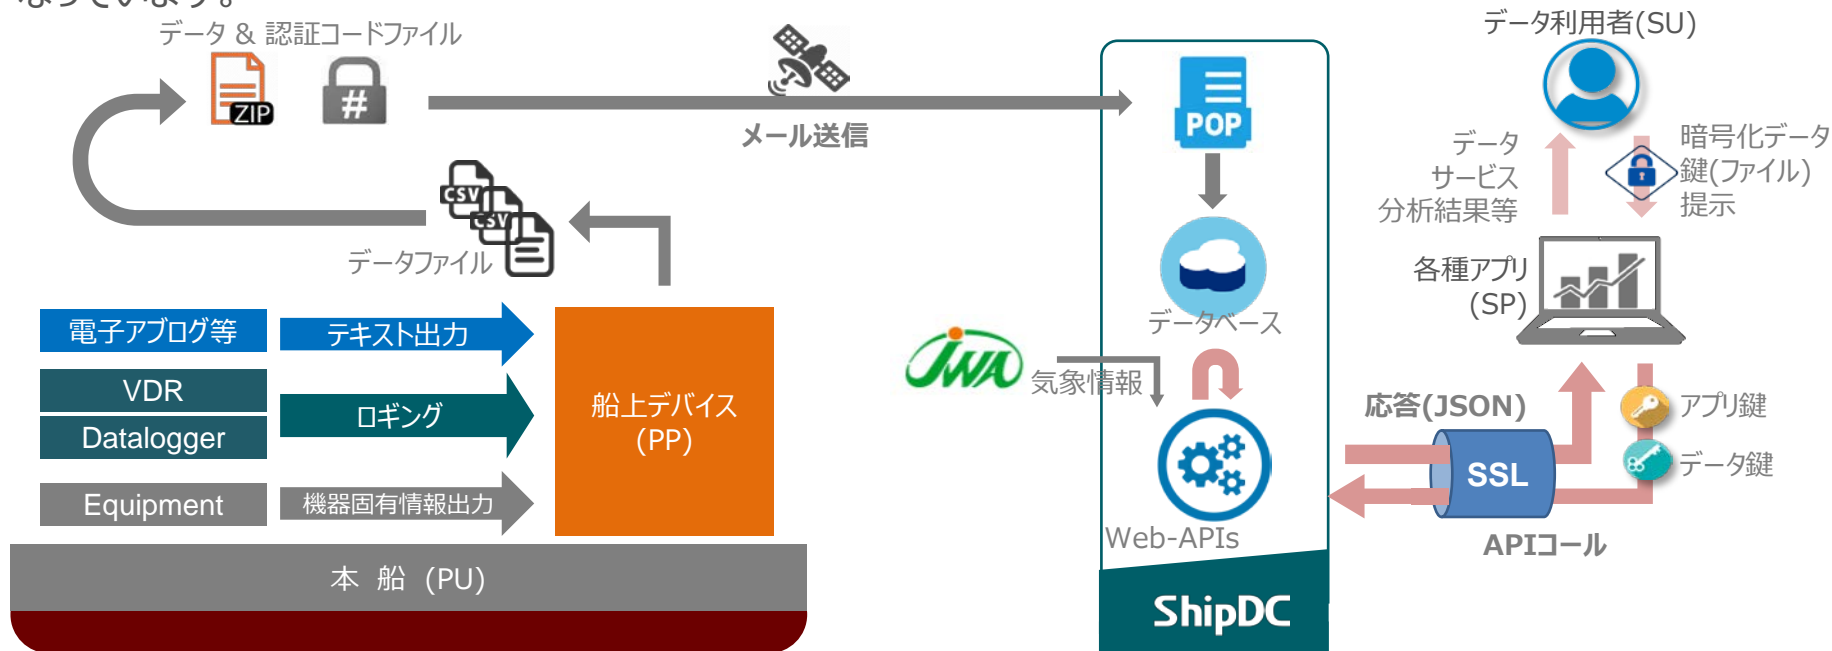 なっています。
データ & 認証コードファイル
ZIP
#
メール送信
POP
CSV
CSV
データファイル
電子アブログ等
テキスト出力
VDR
Datalogger
ロギング
Equipment
機器固有情報出力
船上デバイス
(PP)
本 船 (PU)
データベース
JWA
気象情報
Web-APIs
ShipDC
データ利用者(SU)
データ
サービス
分析結果等
暗号化データ
鍵(ファイル)
提示
各種アプリ
(SP)
応答(JSON)
アプリ鍵
データ鍵
SSL
APIコール